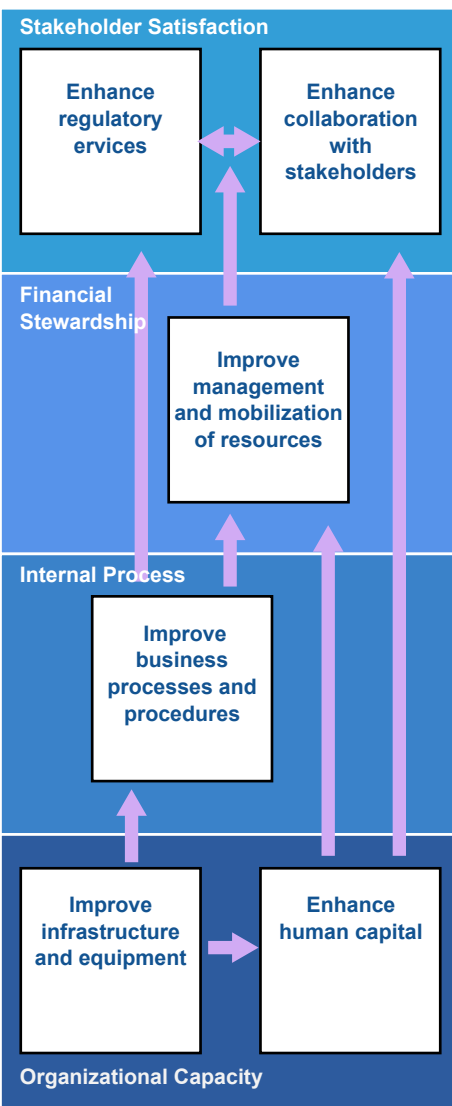 Stakeholder Satisfaction
Enhance
regulatory
ervices
Enhance
collaboration
with
stakeholders
Financial
Stewardship
Improve
management
and mobilization
of resources
Internal Process
Improve
business
processes and
procedures
Improve
infrastructure
and equipment
Enhance
human capital
Organizational Capacity